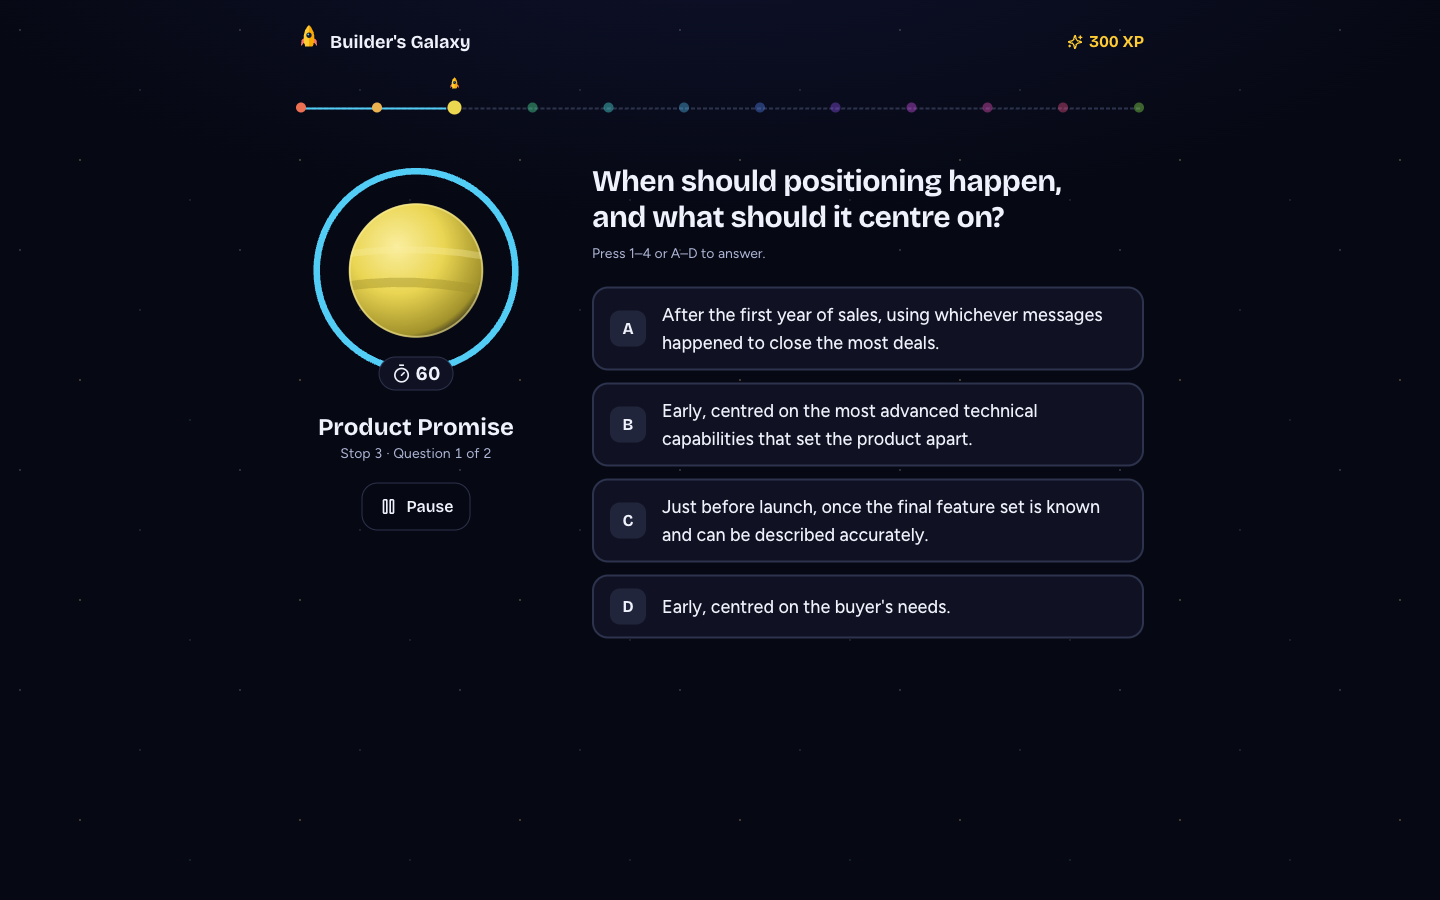 Builder's Galaxy
300 XP
60
Product Promise
Stop 3 · Question 1 of 2
Pause
When should positioning happen,
and what should it centre on?
Press 1–4 or A–D to answer.
A
After the first year of sales, using whichever messages
happened to close the most deals.
B
Early, centred on the most advanced technical
capabilities that set the product apart.
C
Just before launch, once the final feature set is known
and can be described accurately.
D
Early, centred on the buyer's needs.